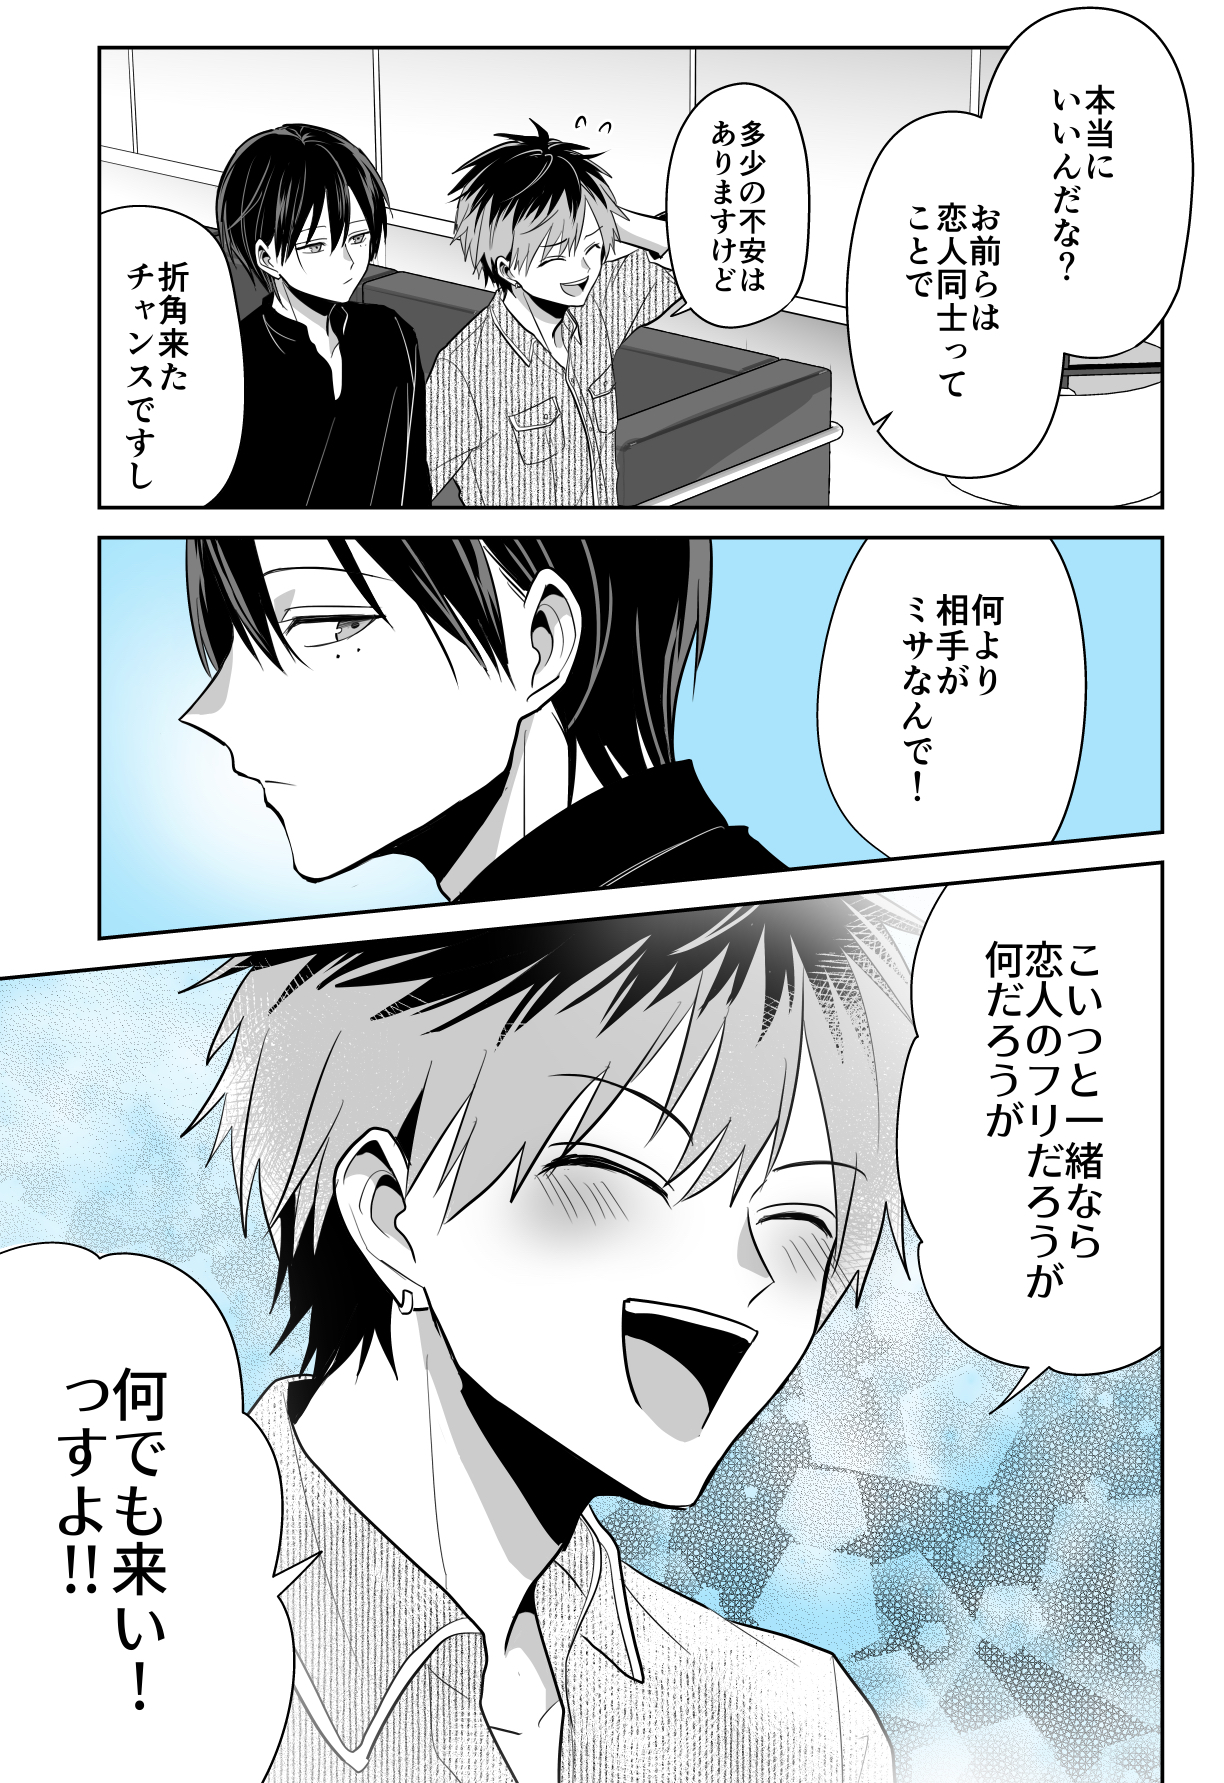 本当に
いいんだな？
お前らは
恋人同士って
ことで
多少の不安は
ありますけど
折角来た
チャンスですし
何より
相手が
ミサなんで！
こいつと一緒なら
恋人のフリだろうが
何だろうが
何でも来い！
っすよ!!